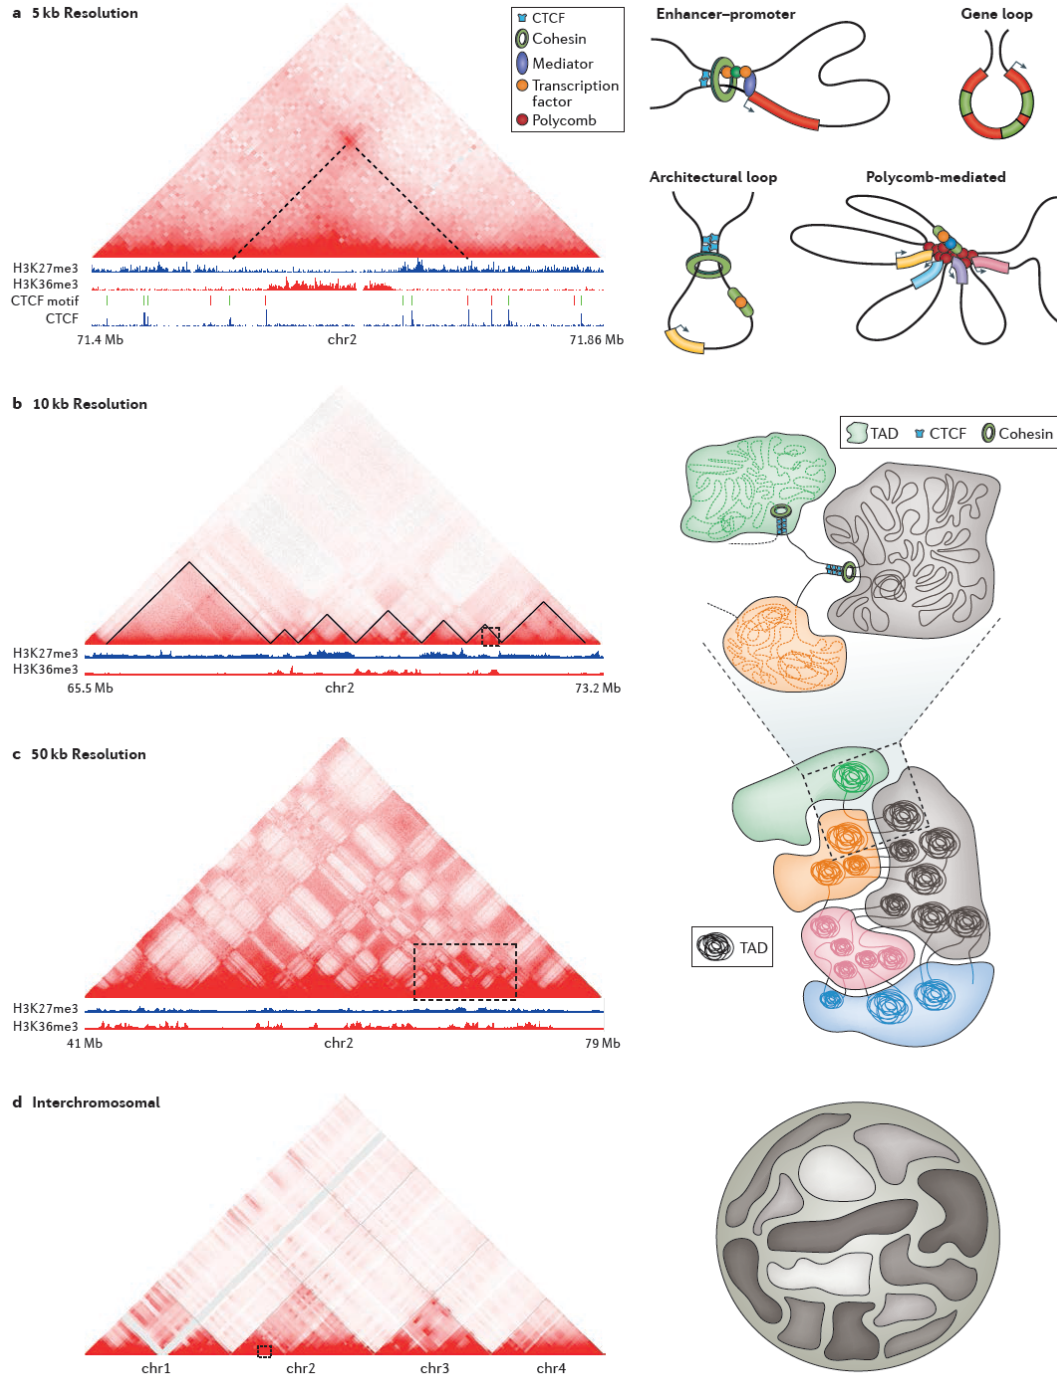 a 5 kb Resolution
CTCF
Cohesin
Mediator
Transcription
factor
Polycomb
Enhancer–promoter
Gene loop
Architectural loop
Polycomb-mediated
H3K27me3
H3K36me3
CTCF motif
CTCF
71.4 Mb chr2 71.86 Mb
b 10 kb Resolution
TAD CTCF Cohesin
H3K27me3
H3K36me3
65.5 Mb chr2 73.2 Mb
c 50 kb Resolution
TAD
H3K27me3
H3K36me3
41 Mb chr2 79 Mb
d Interchromosomal
chr1 chr2 chr3 chr4